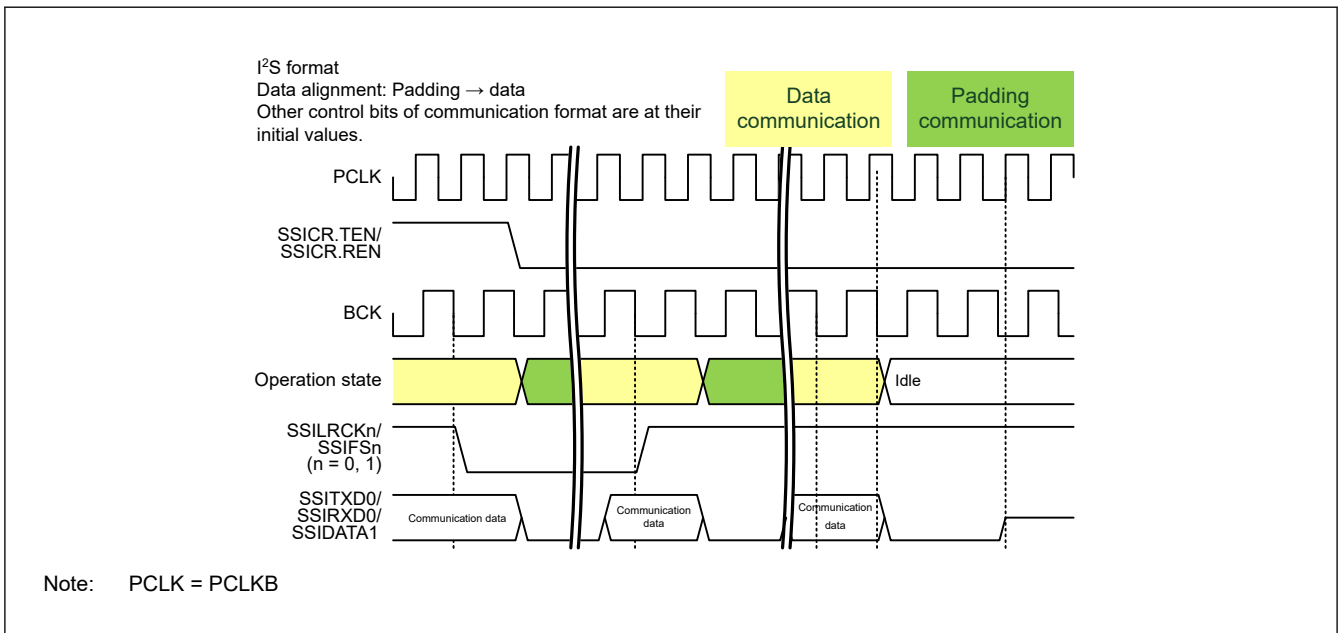 I²S format
Data alignment: Padding → data
Other control bits of communication format are at their
initial values.
Data
communication
Padding
communication
PCLK
SSICR.TEN/
SSICR.REN
BCK
Operation state
Idle
SSILRCKn/
SSIFSn
(n = 0, 1)
SSITXD0/
SSIRXD0/
SSIDATA1
Communication data
Communication
data
Communication
data
Note: PCLK = PCLKB